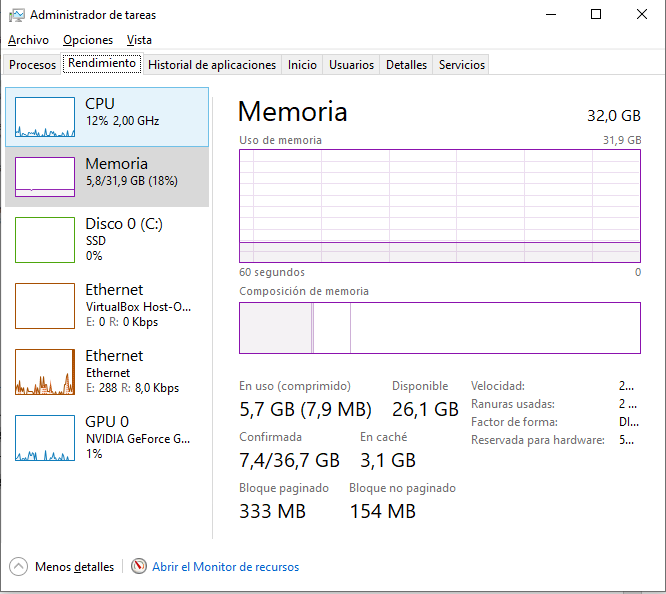 Administrador de tareas
Archivo Opciones Vista
Procesos Rendimiento Historial de aplicaciones Inicio Usuarios Detalles Servicios
CPU
12% 2,00 GHz
Memoria
5,8/31,9 GB (18%)
Disco 0 (C:)
SSD
0%
Ethernet
VirtualBox Host-O...
E: 0 R: 0 Kbps
Ethernet
Ethernet
E: 288 R: 8,0 Kbps
GPU 0
NVIDIA GeForce G...
1%
Memoria 32,0 GB
Uso de memoria 31,9 GB
60 segundos 0
Composición de memoria
En uso (comprimido) Disponible
5,7 GB (7,9 MB) 26,1 GB
Confirmada En caché
7,4/36,7 GB 3,1 GB
Bloque paginado Bloque no paginado
333 MB 154 MB
Velocidad: 2...
Ranuras usadas: 2 ...
Factor de forma: DI...
Reservada para hardware: 5...
Menos detalles Abrir el Monitor de recursos